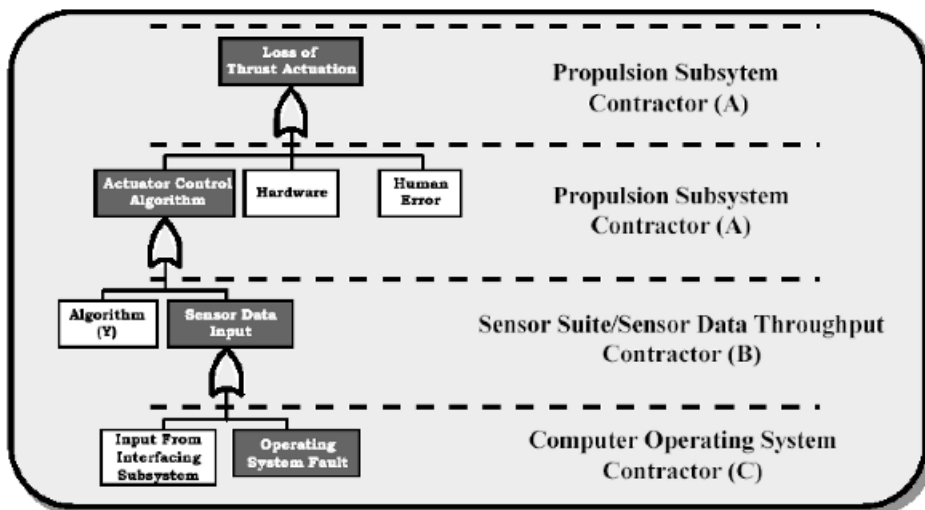 Loss of
Thrust Actuation
Propulsion Subsytem
Contractor (A)
Actuator Control
Algorithm
Hardware
Human
Error
Propulsion Subsystem
Contractor (A)
Algorithm
(Y)
Sensor Data
Input
Sensor Suite/Sensor Data Throughput
Contractor (B)
Input From
Interfacing
Subsystem
Operating
System Fault
Computer Operating System
Contractor (C)